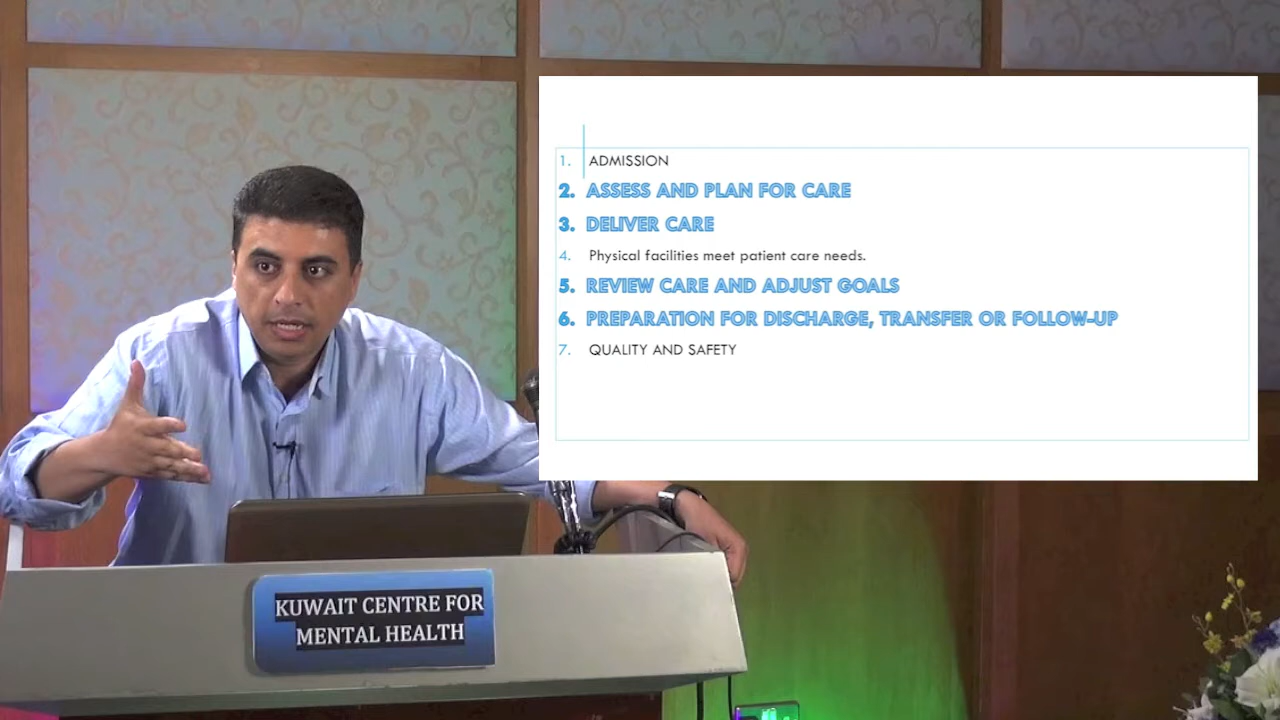 1. ADMISSION
2. ASSESS AND PLAN FOR CARE
3. DELIVER CARE
4. Physical facilities meet patient care needs.
5. REVIEW CARE AND ADJUST GOALS
6. PREPARATION FOR DISCHARGE, TRANSFER OR FOLLOW-UP
7. QUALITY AND SAFETY
KUWAIT CENTRE FOR
MENTAL HEALTH